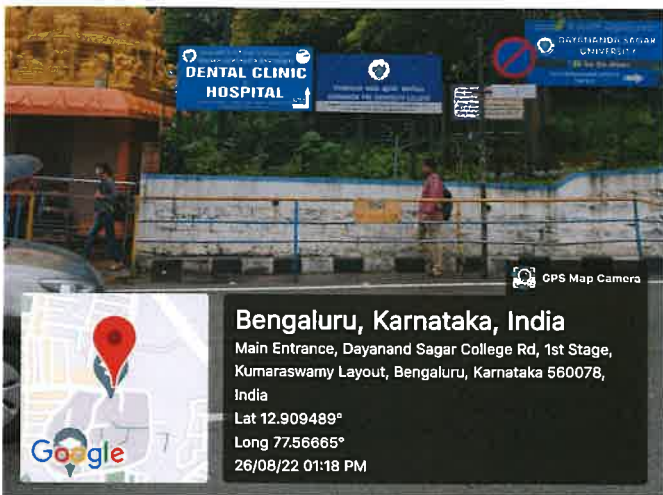 DENTAL CLINIC
HOSPITAL
DAYANANDA SAGAR
UNIVERSITY
GPS Map Camera
Bengaluru, Karnataka, India
Main Entrance, Dayanand Sagar College Rd, 1st Stage,
Kumaraswamy Layout, Bengaluru, Karnataka 560078,
India
Lat 12.909489°
Long 77.56665°
26/08/22 01:18 PM
Google